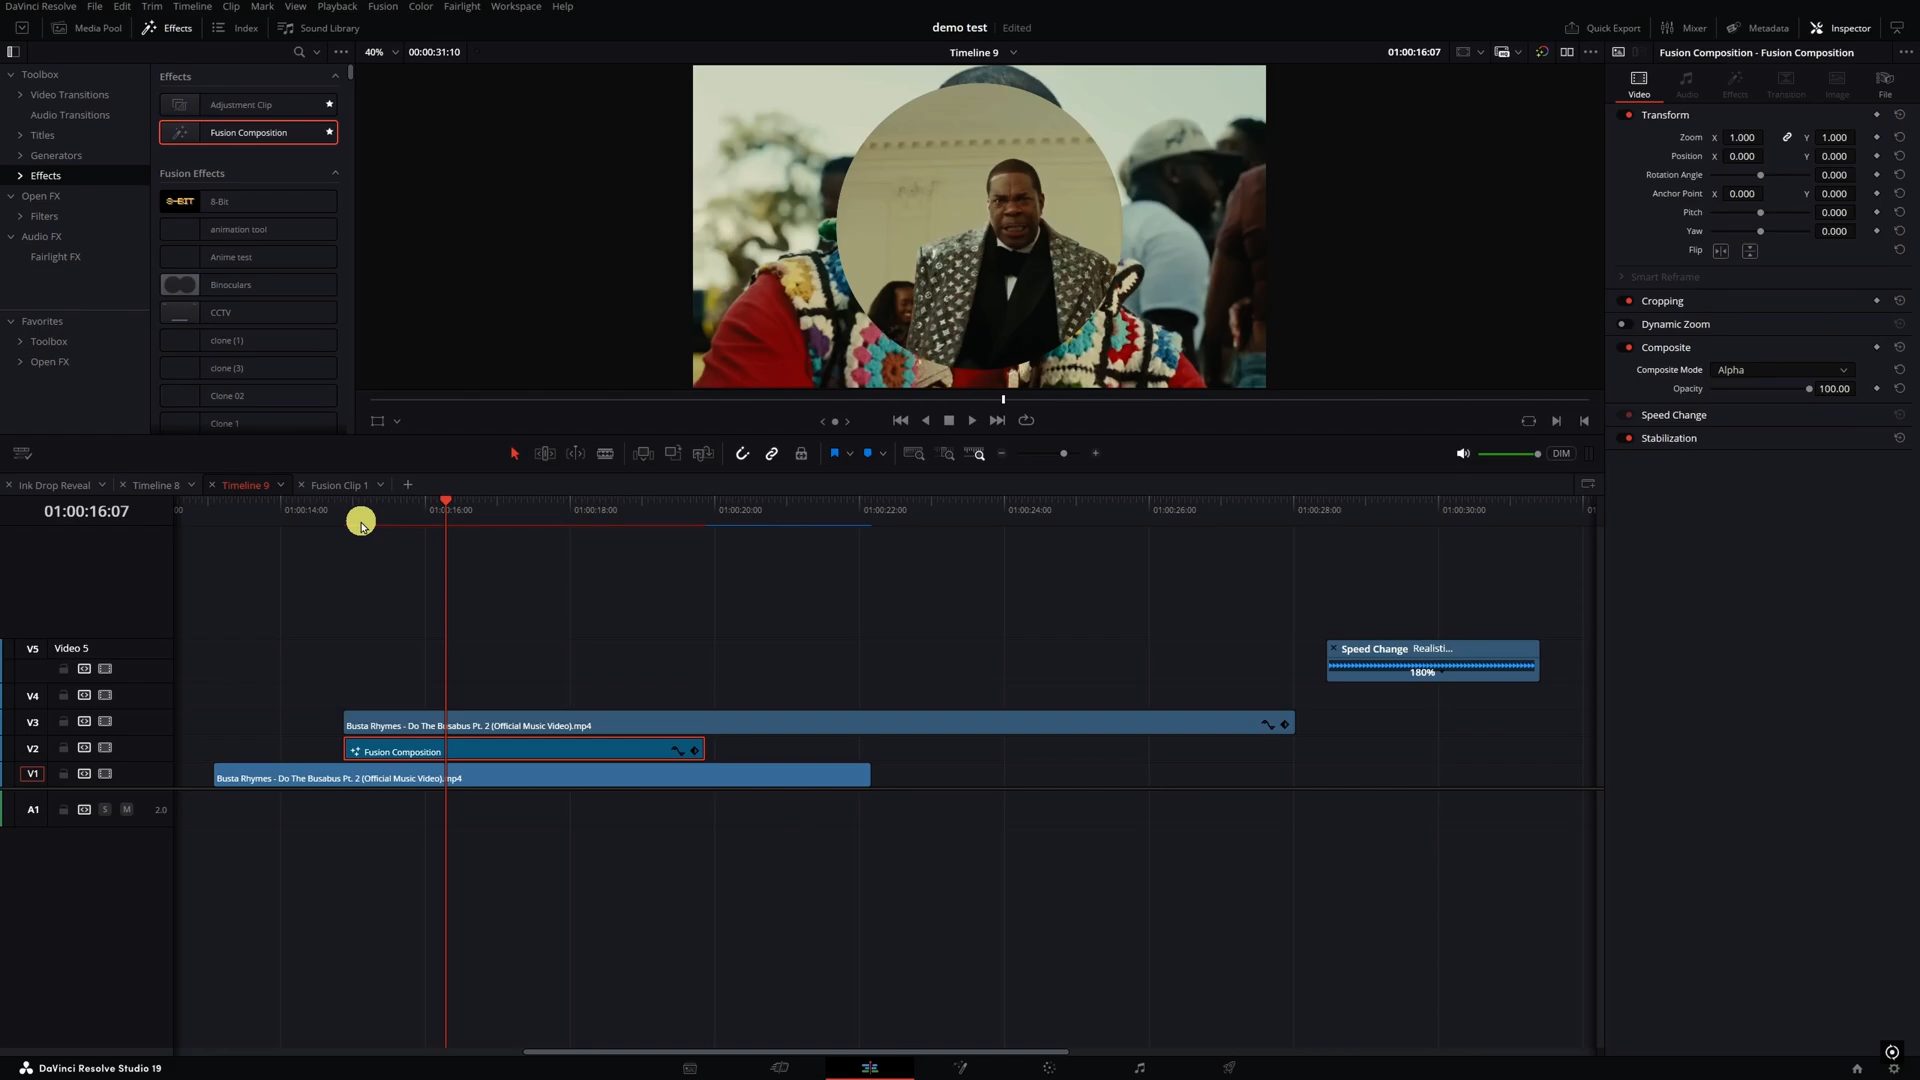 DaVinci Resolve File Edit Trim Timeline Clip Mark View Playback Fusion Color Fairlight Workspace Help
Media Pool Effects Index Sound Library demo test Edited Quick Export Mixer Metadata Inspector
40% 00:00:31:10 Timeline 9 01:00:16:07 Fusion Composition - Fusion Composition
Toolbox
Video Transitions
Audio Transitions
Titles
Generators
Effects
Open FX
Filters
Audio FX
Fairlight FX
Favorites
Toolbox
Open FX
Effects
Adjustment Clip
Fusion Composition
Fusion Effects
8-BIT 8-Bit
animation tool
Anime test
Binoculars
CCTV
clone (1)
clone (3)
Clone 02
Clone 1
Video Audio Effects Transition Image File
Transform
Zoom X 1.000 Y 1.000
Position X 0.000 Y 0.000
Rotation Angle 0.000
Anchor Point X 0.000 Y 0.000
Pitch 0.000
Yaw 0.000
Flip
Smart Reframe
Cropping
Dynamic Zoom
Composite
Composite Mode Alpha
Opacity 100.00
Speed Change
Stabilization
DIM
Ink Drop Reveal Timeline 8 Timeline 9 Fusion Clip 1
01:00:16:07
00 01:00:14:00 01:00:16:00 01:00:18:00 01:00:20:00 01:00:22:00 01:00:24:00 01:00:26:00 01:00:28:00 01:00:30:00 01
V5 Video 5
Speed Change Realisti...
180%
V4
V3 Busta Rhymes - Do The Busabus Pt. 2 (Official Music Video).mp4
V2 Fusion Composition
V1 Busta Rhymes - Do The Busabus Pt. 2 (Official Music Video).mp4
A1 S M 2.0
DaVinci Resolve Studio 19